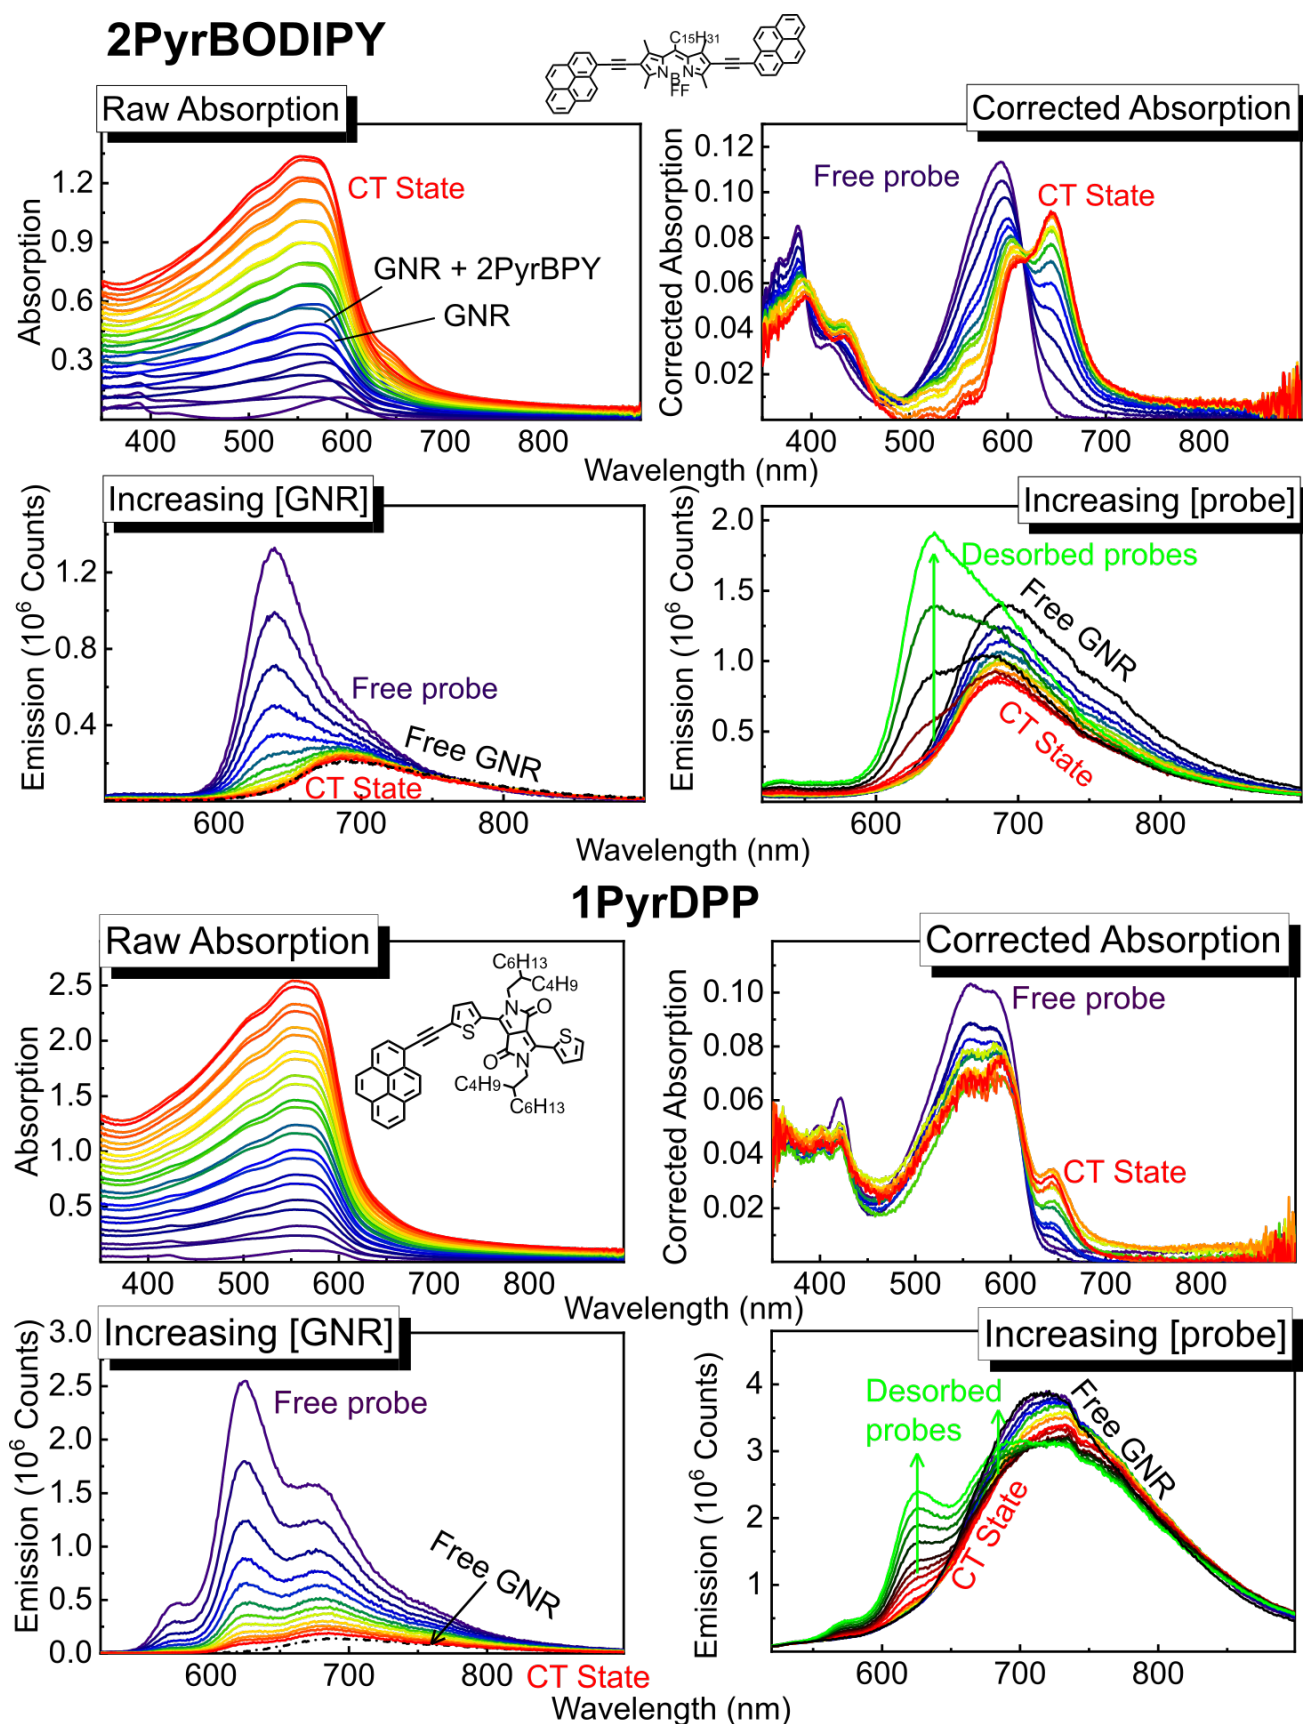 2PyrBODIPY
C15H31
N
B
N
FF
Raw Absorption
Corrected Absorption
1.2
0.9
0.6
0.3
Absorption
CT State
GNR + 2PyrBPY
GNR
400 500 600 700 800
0.12
0.10
0.08
0.06
0.04
0.02
Corrected Absorption
Free probe
CT State
400 500 600 700 800
Wavelength (nm)
Increasing [GNR]
Increasing [probe]
1.2
0.8
0.4
Emission (10⁶ Counts)
Free probe
Free GNR
CT State
600 700 800
2.0
1.5
1.0
0.5
Emission (10⁶ Counts)
Desorbed probes
Free GNR
CT State
600 700 800
Wavelength (nm)
1PyrDPP
Raw Absorption
Corrected Absorption
2.5
2.0
1.5
1.0
0.5
Absorption
C6H13
C4H9
N
O
S
S
O
N
C4H9
C6H13
400 500 600 700 800
0.10
0.08
0.06
0.04
0.02
Corrected Absorption
Free probe
CT State
400 500 600 700 800
Wavelength (nm)
Increasing [GNR]
Increasing [probe]
3.0
2.5
2.0
1.5
1.0
0.5
0.0
Emission (10⁶ Counts)
Free probe
Free GNR
CT State
600 700 800
4
3
2
1
Emission (10⁶ Counts)
Desorbed
probes
Free GNR
CT State
600 700 800
Wavelength (nm)